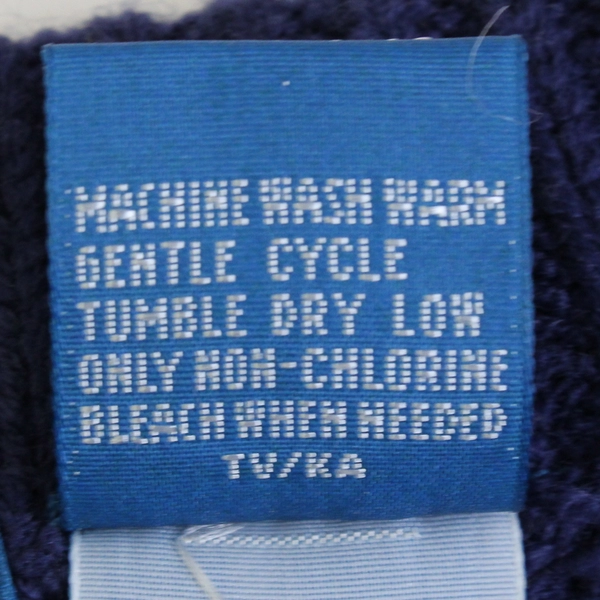 MACHINE WASH WARM
GENTLE CYCLE
TUMBLE DRY LOW
ONLY NON-CHLORINE
BLEACH WHEN NEEDED
TV/KA